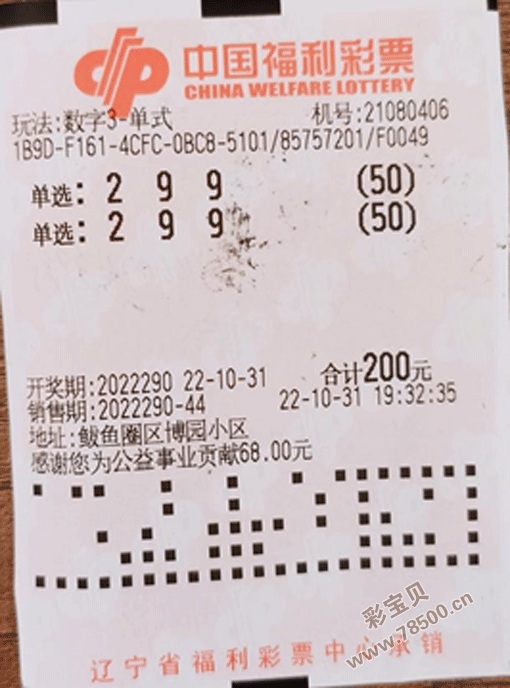 中国福利彩票
CHINA WELFARE LOTTERY
玩法:数字3-单式 机号:21080406
1B9D-F161-4CFC-0BC8-5101/85757201/F0049
单选: 2 9 9 (50)
单选: 2 9 9 (50)
开奖期:2022290 22-10-31 合计200元
销售期:2022290-44 22-10-31 19:32:35
地址:鲅鱼圈区博园小区
感谢您为公益事业贡献68.00元
彩宝贝
www.78500.cn
辽宁省福利彩票中心承销